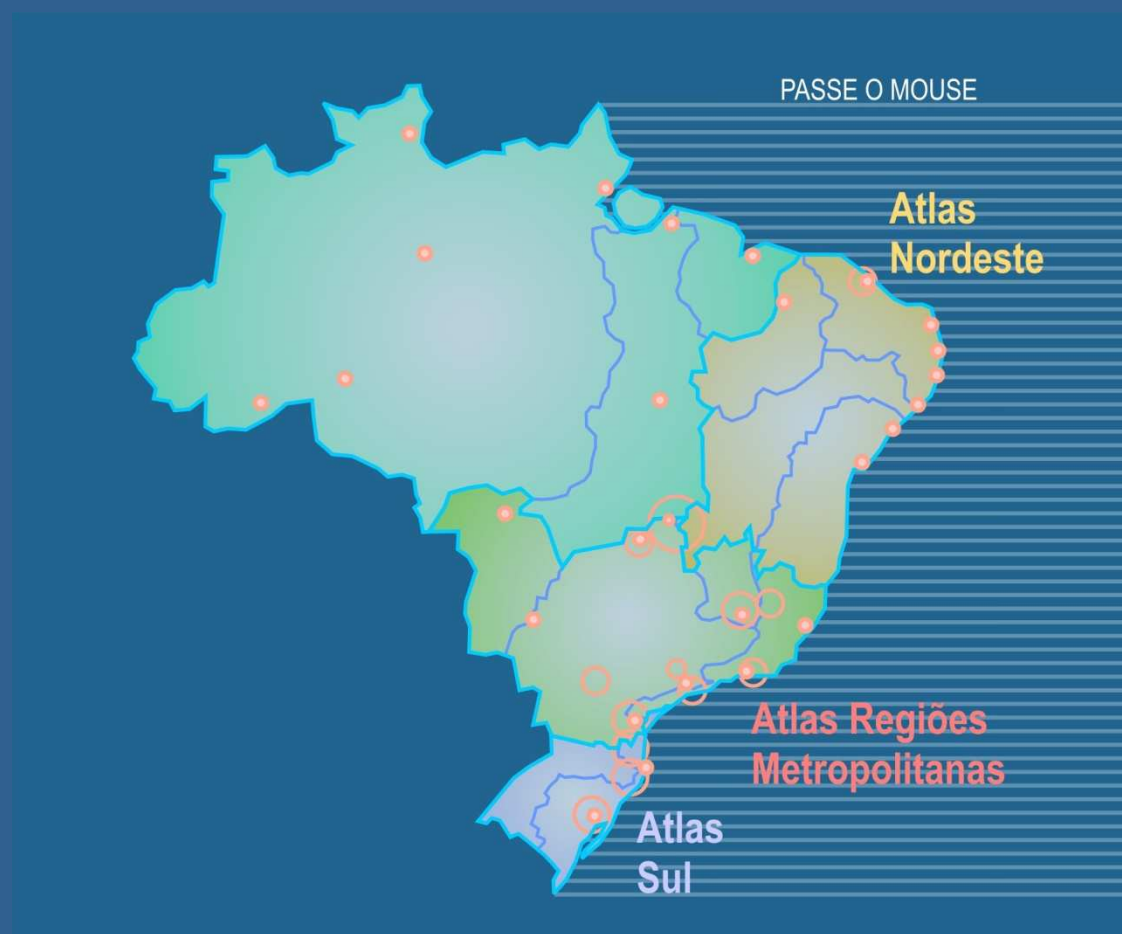 PASSE O MOUSE
Atlas
Nordeste
Atlas Regiões
Metropolitanas
Atlas
Sul